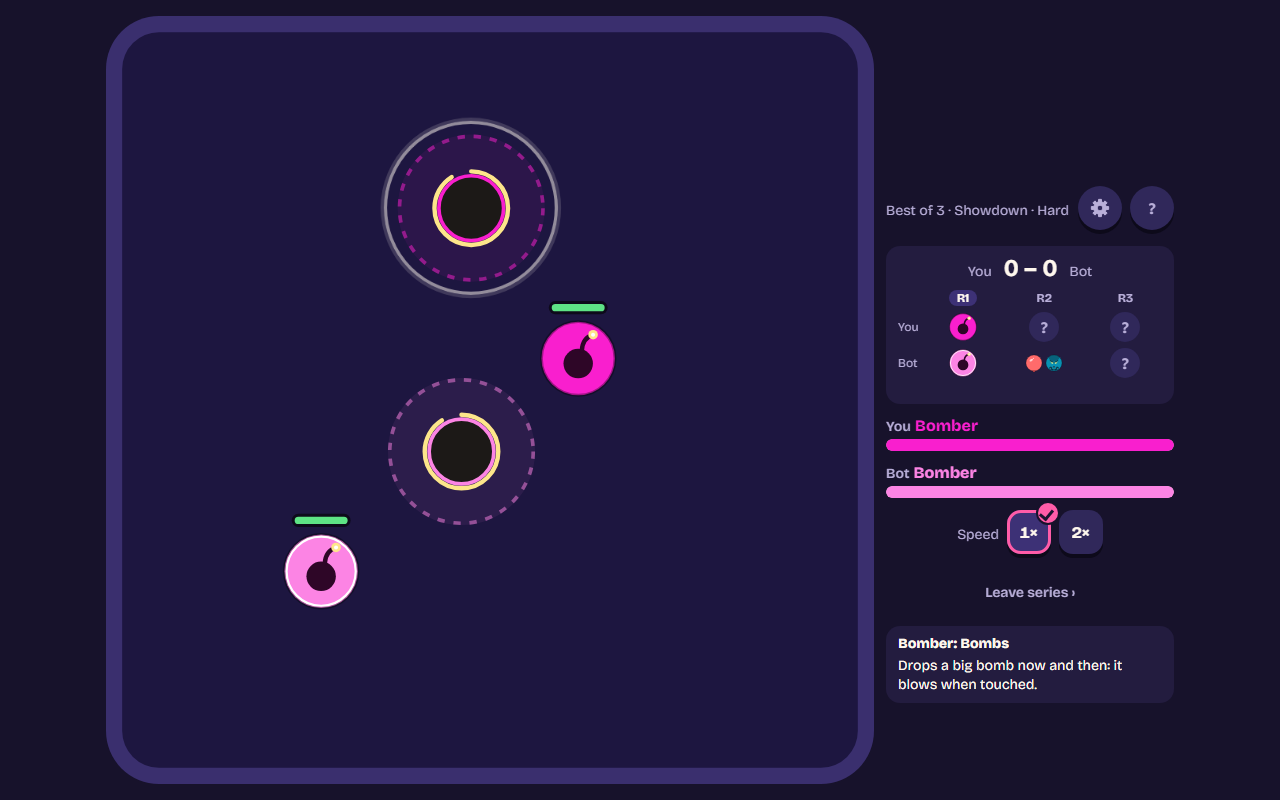 Best of 3 · Showdown · Hard
?
You 0 – 0 Bot
R1 R2 R3
You ? ?
Bot ?
You Bomber
Bot Bomber
Speed 1× 2×
Leave series ›
Bomber: Bombs
Drops a big bomb now and then: it
blows when touched.